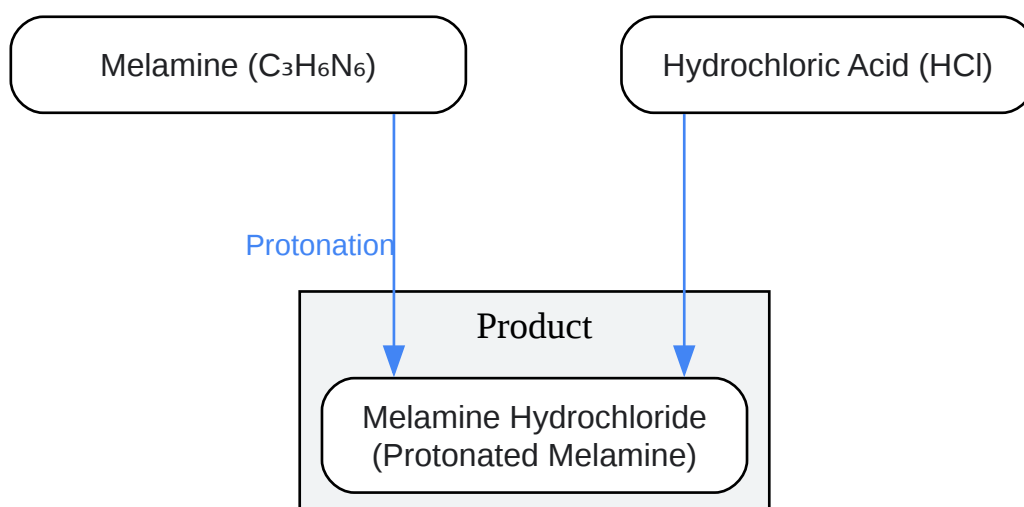 Melamine (C₃H₆N₆)
Hydrochloric Acid (HCl)
Protonation
Product
Melamine Hydrochloride
(Protonated Melamine)